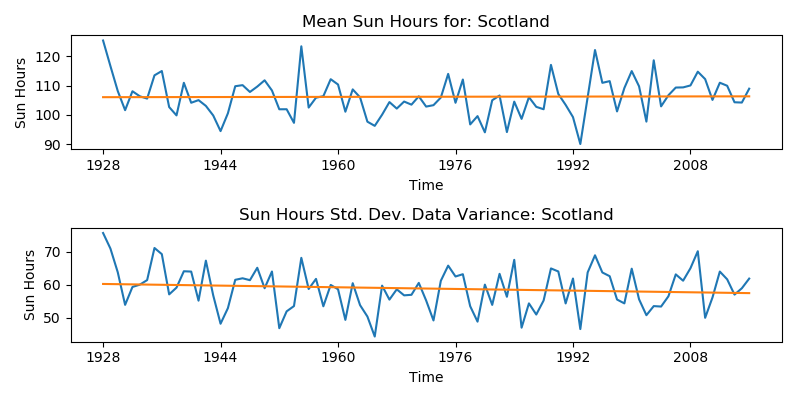 Mean Sun Hours for: Scotland
120
110
100
90
Sun Hours
1928 1944 1960 1976 1992 2008
Time
Sun Hours Std. Dev. Data Variance: Scotland
70
60
50
Sun Hours
1928 1944 1960 1976 1992 2008
Time